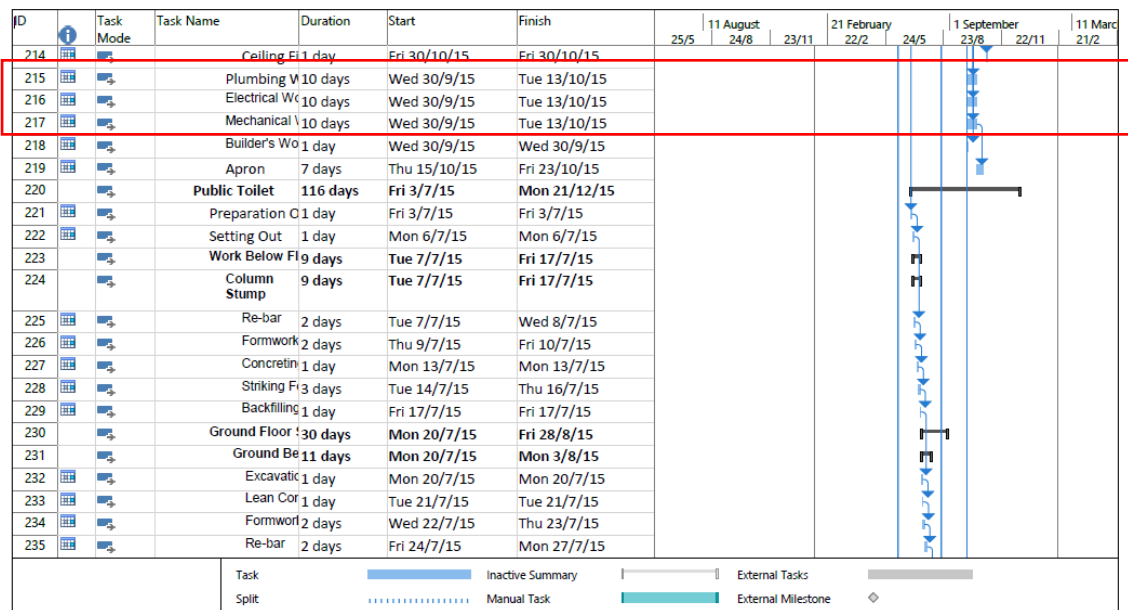 ID Task Mode Task Name Duration Start Finish 11 August 21 February 1 September 11 Marc
25/5 24/8 23/11 22/2 24/5 23/8 22/11 21/2
214 Ceiling Fi 1 day Fri 30/10/15 Fri 30/10/15
215 Plumbing W 10 days Wed 30/9/15 Tue 13/10/15
216 Electrical Wo 10 days Wed 30/9/15 Tue 13/10/15
217 Mechanical 10 days Wed 30/9/15 Tue 13/10/15
218 Builder's Wo 1 day Wed 30/9/15 Wed 30/9/15
219 Apron 7 days Thu 15/10/15 Fri 23/10/15
220 Public Toilet 116 days Fri 3/7/15 Mon 21/12/15
221 Preparation O 1 day Fri 3/7/15 Fri 3/7/15
222 Setting Out 1 day Mon 6/7/15 Mon 6/7/15
223 Work Below Fl 9 days Tue 7/7/15 Fri 17/7/15
224 Column Stump 9 days Tue 7/7/15 Fri 17/7/15
225 Re-bar 2 days Tue 7/7/15 Wed 8/7/15
226 Formwork 2 days Thu 9/7/15 Fri 10/7/15
227 Concretin 1 day Mon 13/7/15 Mon 13/7/15
228 Striking Fo 3 days Tue 14/7/15 Thu 16/7/15
229 Backfilling 1 day Fri 17/7/15 Fri 17/7/15
230 Ground Floor 30 days Mon 20/7/15 Fri 28/8/15
231 Ground Be 11 days Mon 20/7/15 Mon 3/8/15
232 Excavatio 1 day Mon 20/7/15 Mon 20/7/15
233 Lean Con 1 day Tue 21/7/15 Tue 21/7/15
234 Formwork 2 days Wed 22/7/15 Thu 23/7/15
235 Re-bar 2 days Fri 24/7/15 Mon 27/7/15
Task Inactive Summary External Tasks
Split Manual Task External Milestone